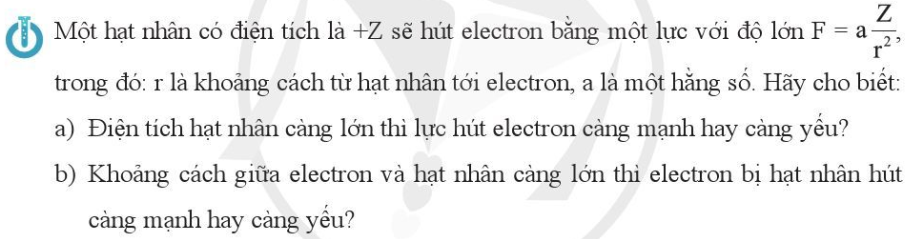 Một hạt nhân có điện tích là +Z sẽ hút electron bằng một lực với độ lớn F = a Z/r²,
trong đó: r là khoảng cách từ hạt nhân tới electron, a là một hằng số. Hãy cho biết:
a) Điện tích hạt nhân càng lớn thì lực hút electron càng mạnh hay càng yếu?
b) Khoảng cách giữa electron và hạt nhân càng lớn thì electron bị hạt nhân hút
càng mạnh hay càng yếu?